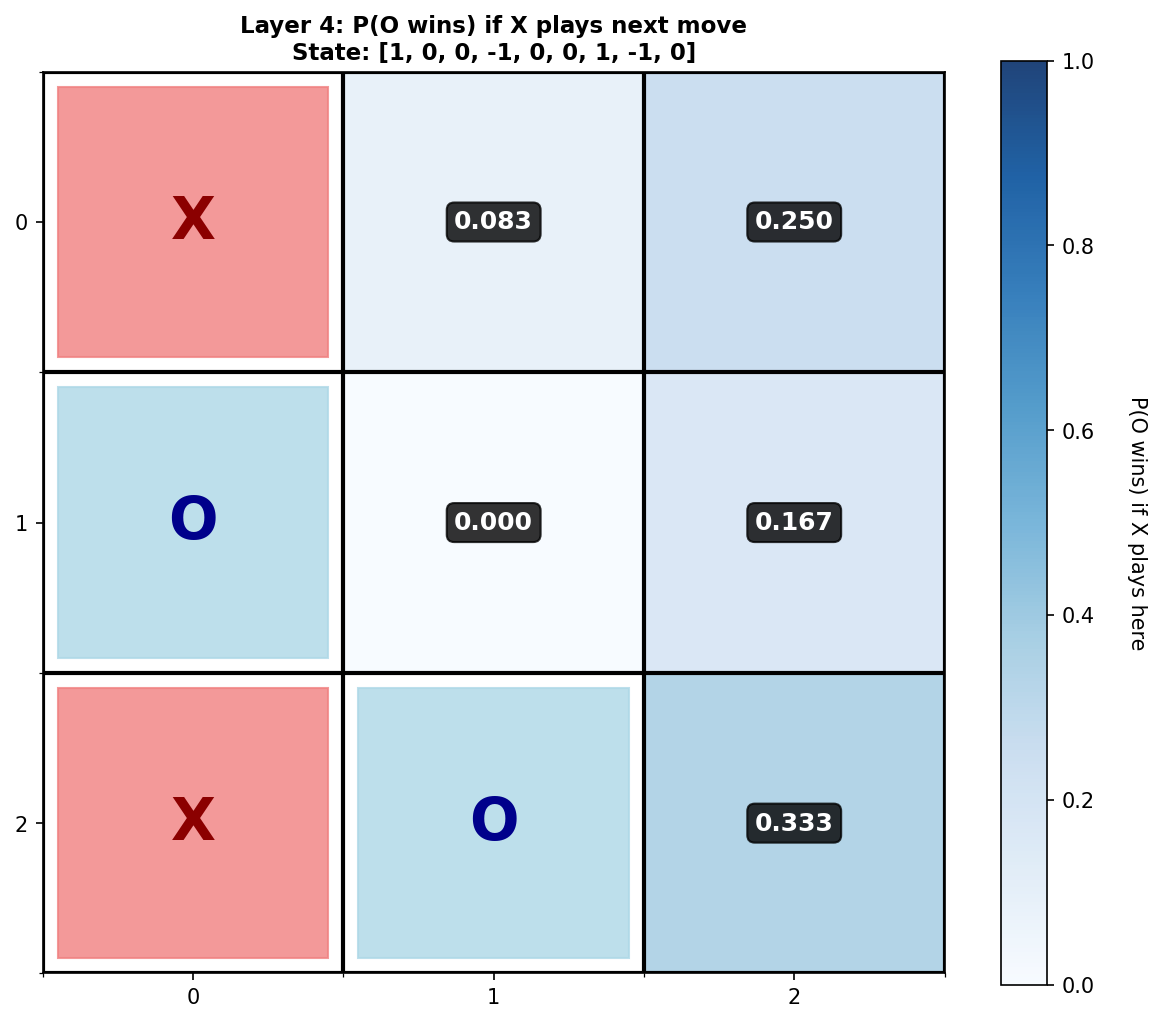 Layer 4: P(O wins) if X plays next move
State: [1, 0, 0, -1, 0, 0, 1, -1, 0]
0
X
0.083
0.250
1
O
0.000
0.167
2
X
O
0.333
0
1
2
1.0
0.8
0.6
0.4
0.2
0.0
P(O wins) if X plays here